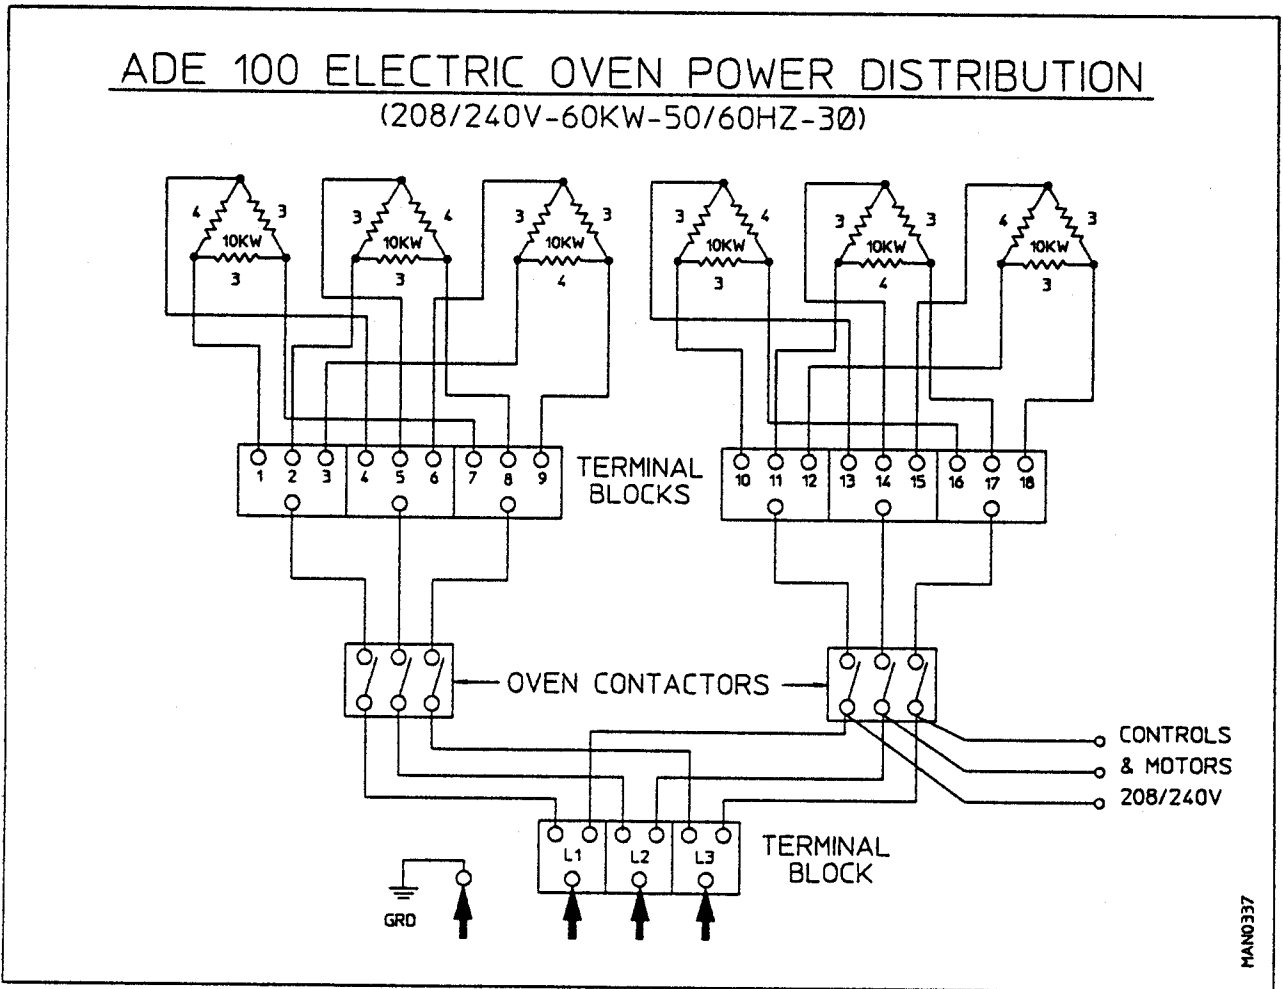 ADE 100 ELECTRIC OVEN POWER DISTRIBUTION
(208/240V-60KW-50/60HZ-3Ø)
4 3 3 4 3 3 3 4 3 3 4 3
10KW 10KW 10KW 10KW 10KW 10KW
3 3 4 3 4 3
1 2 3 4 5 6 7 8 9
TERMINAL
BLOCKS
10 11 12 13 14 15 16 17 18
OVEN CONTACTORS
CONTROLS
& MOTORS
208/240V
L1 L2 L3
TERMINAL
BLOCK
GRD
MAN0337